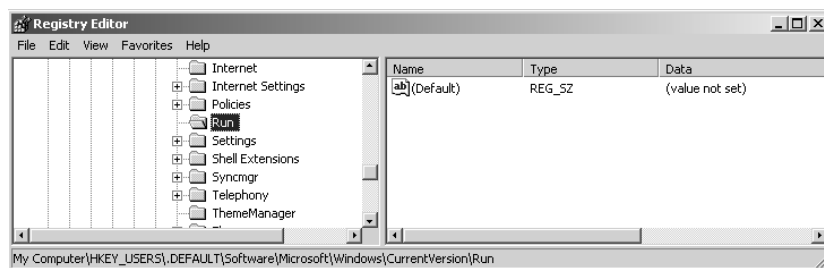 Registry Editor
File Edit View Favorites Help
Internet
Internet Settings
Policies
Run
Settings
Shell Extensions
Syncmgr
Telephony
ThemeManager
Name Type Data
ab (Default) REG_SZ (value not set)
My Computer\HKEY_USERS\.DEFAULT\Software\Microsoft\Windows\CurrentVersion\Run